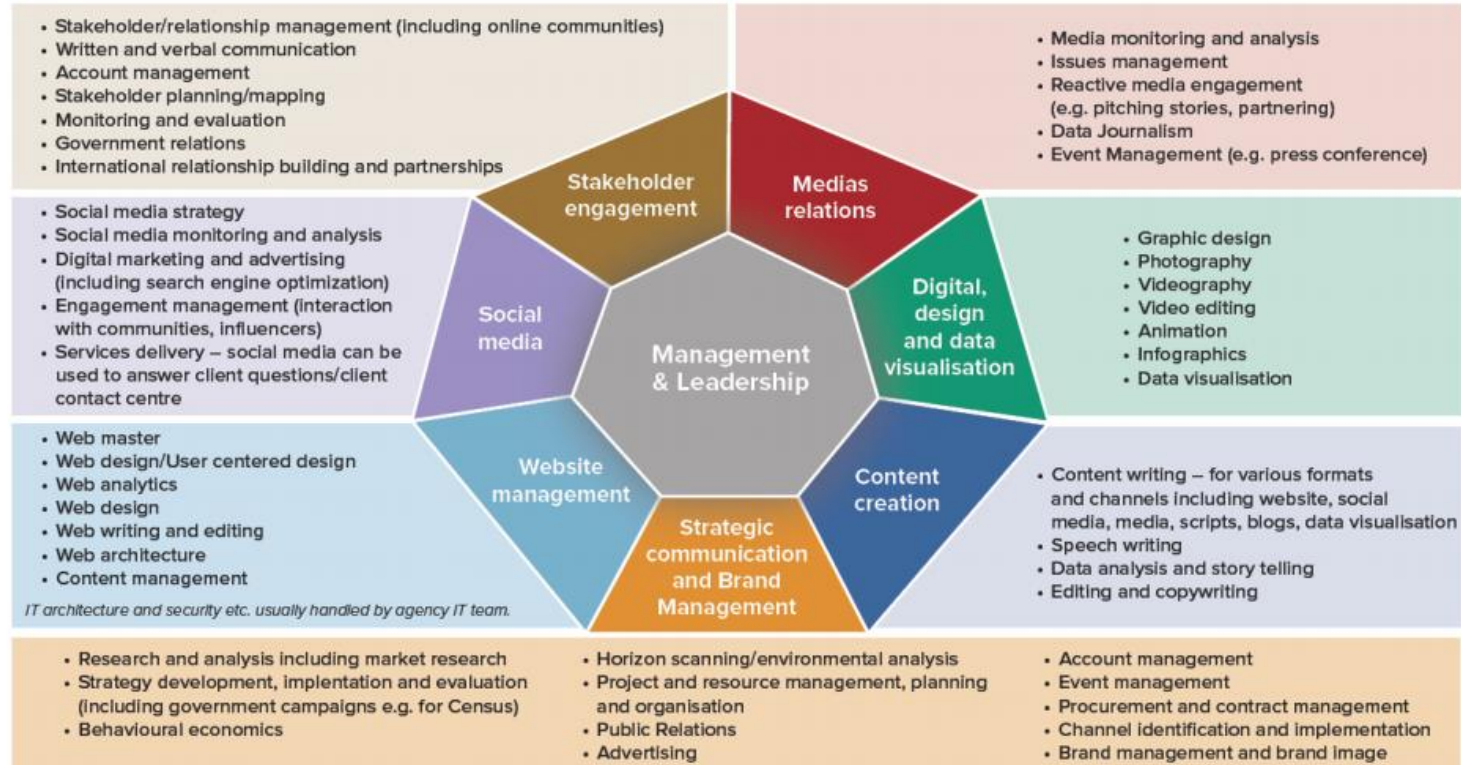 • Stakeholder/relationship management (including online communities)
• Written and verbal communication
• Account management
• Stakeholder planning/mapping
• Monitoring and evaluation
• Government relations
• International relationship building and partnerships
• Media monitoring and analysis
• Issues management
• Reactive media engagement
(e.g. pitching stories, partnering)
• Data Journalism
• Event Management (e.g. press conference)
Stakeholder
engagement
Medias
relations
• Social media strategy
• Social media monitoring and analysis
• Digital marketing and advertising
(including search engine optimization)
• Engagement management (interaction
with communities, influencers)
• Services delivery – social media can be
used to answer client questions/client
contact centre
Social
media
Management
& Leadership
Digital,
design
and data
visualisation
• Graphic design
• Photography
• Videography
• Video editing
• Animation
• Infographics
• Data visualisation
• Web master
• Web design/User centered design
• Web analytics
• Web design
• Web writing and editing
• Web architecture
• Content management
IT architecture and security etc. usually handled by agency IT team.
Website
management
Strategic
communication
and Brand
Management
Content
creation
• Content writing – for various formats
and channels including website, social
media, media, scripts, blogs, data visualisation
• Speech writing
• Data analysis and story telling
• Editing and copywriting
• Research and analysis including market research
• Strategy development, implentation and evaluation
(including government campaigns e.g. for Census)
• Behavioural economics
• Horizon scanning/environmental analysis
• Project and resource management, planning
and organisation
• Public Relations
• Advertising
• Account management
• Event management
• Procurement and contract management
• Channel identification and implementation
• Brand management and brand image